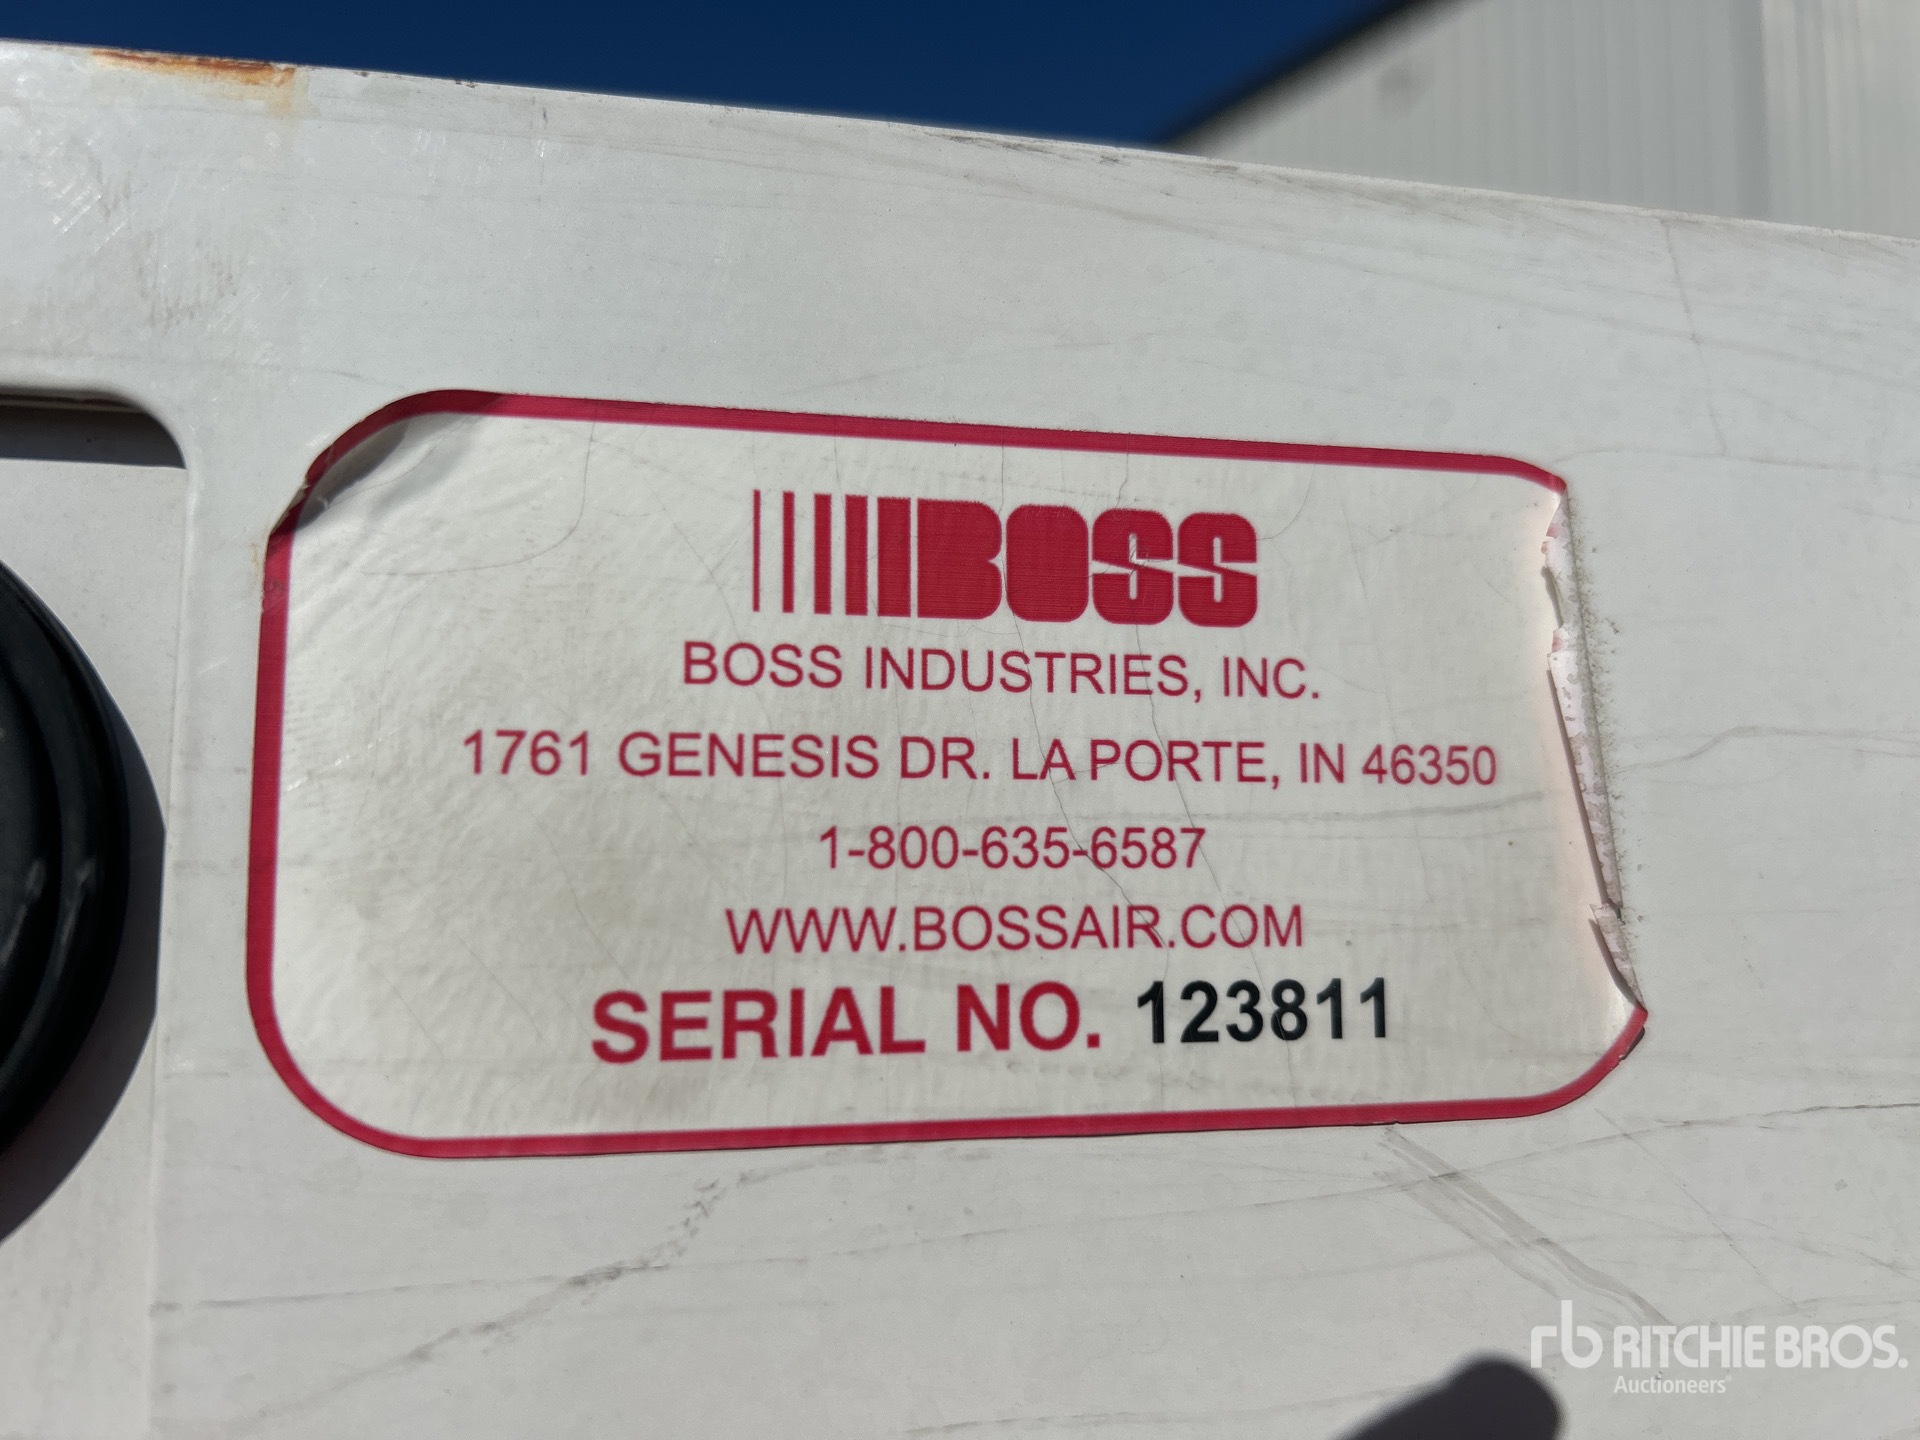 BOSS
BOSS INDUSTRIES, INC.
1761 GENESIS DR. LA PORTE, IN 46350
1-800-635-6587
WWW.BOSSAIR.COM
SERIAL NO. 123811
rb RITCHIE BROS.
Auctioneers